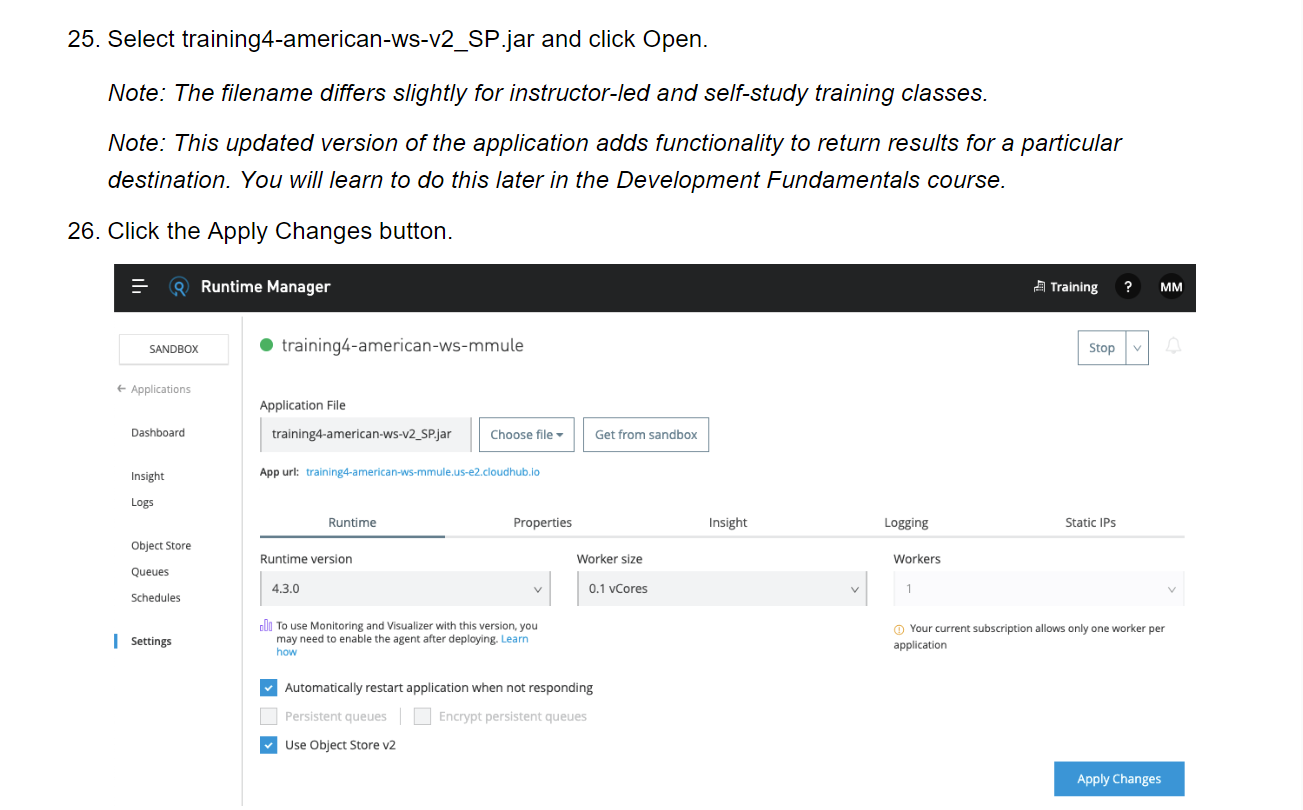 25. Select training4-american-ws-v2_SP.jar and click Open.
Note: The filename differs slightly for instructor-led and self-study training classes.
Note: This updated version of the application adds functionality to return results for a particular
destination. You will learn to do this later in the Development Fundamentals course.
26. Click the Apply Changes button.
Runtime Manager
Training ? MM
SANDBOX
training4-american-ws-mmule
Stop
Applications
Dashboard
Insight
Logs
Object Store
Queues
Schedules
Settings
Application File
training4-american-ws-v2_SP.jar
Choose file
Get from sandbox
App url: training4-american-ws-mmule.us-e2.cloudhub.io
Runtime Properties Insight Logging Static IPs
Runtime version
4.3.0
To use Monitoring and Visualizer with this version, you
may need to enable the agent after deploying. Learn
how
Worker size
0.1 vCores
Workers
1
Your current subscription allows only one worker per
application
Automatically restart application when not responding
Persistent queues Encrypt persistent queues
Use Object Store v2
Apply Changes